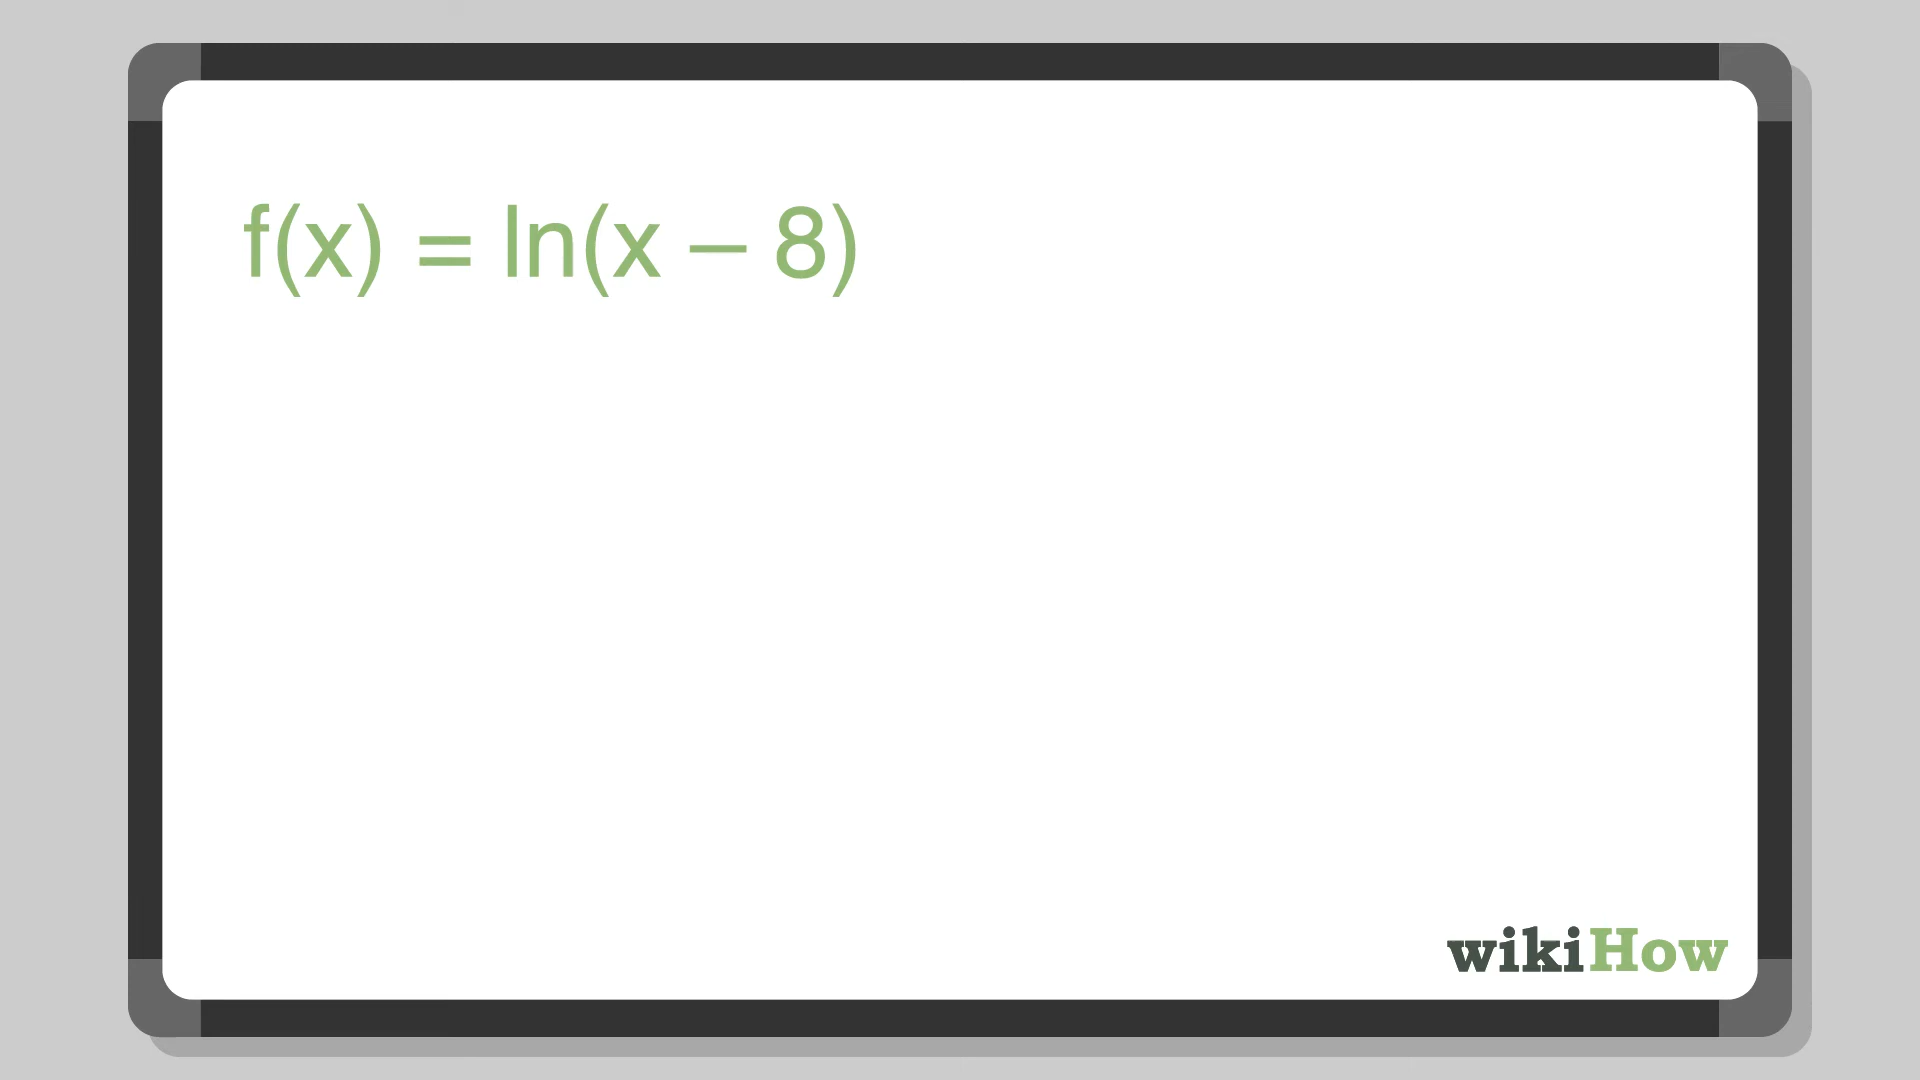 f(x) = ln(x – 8)
wikiHow